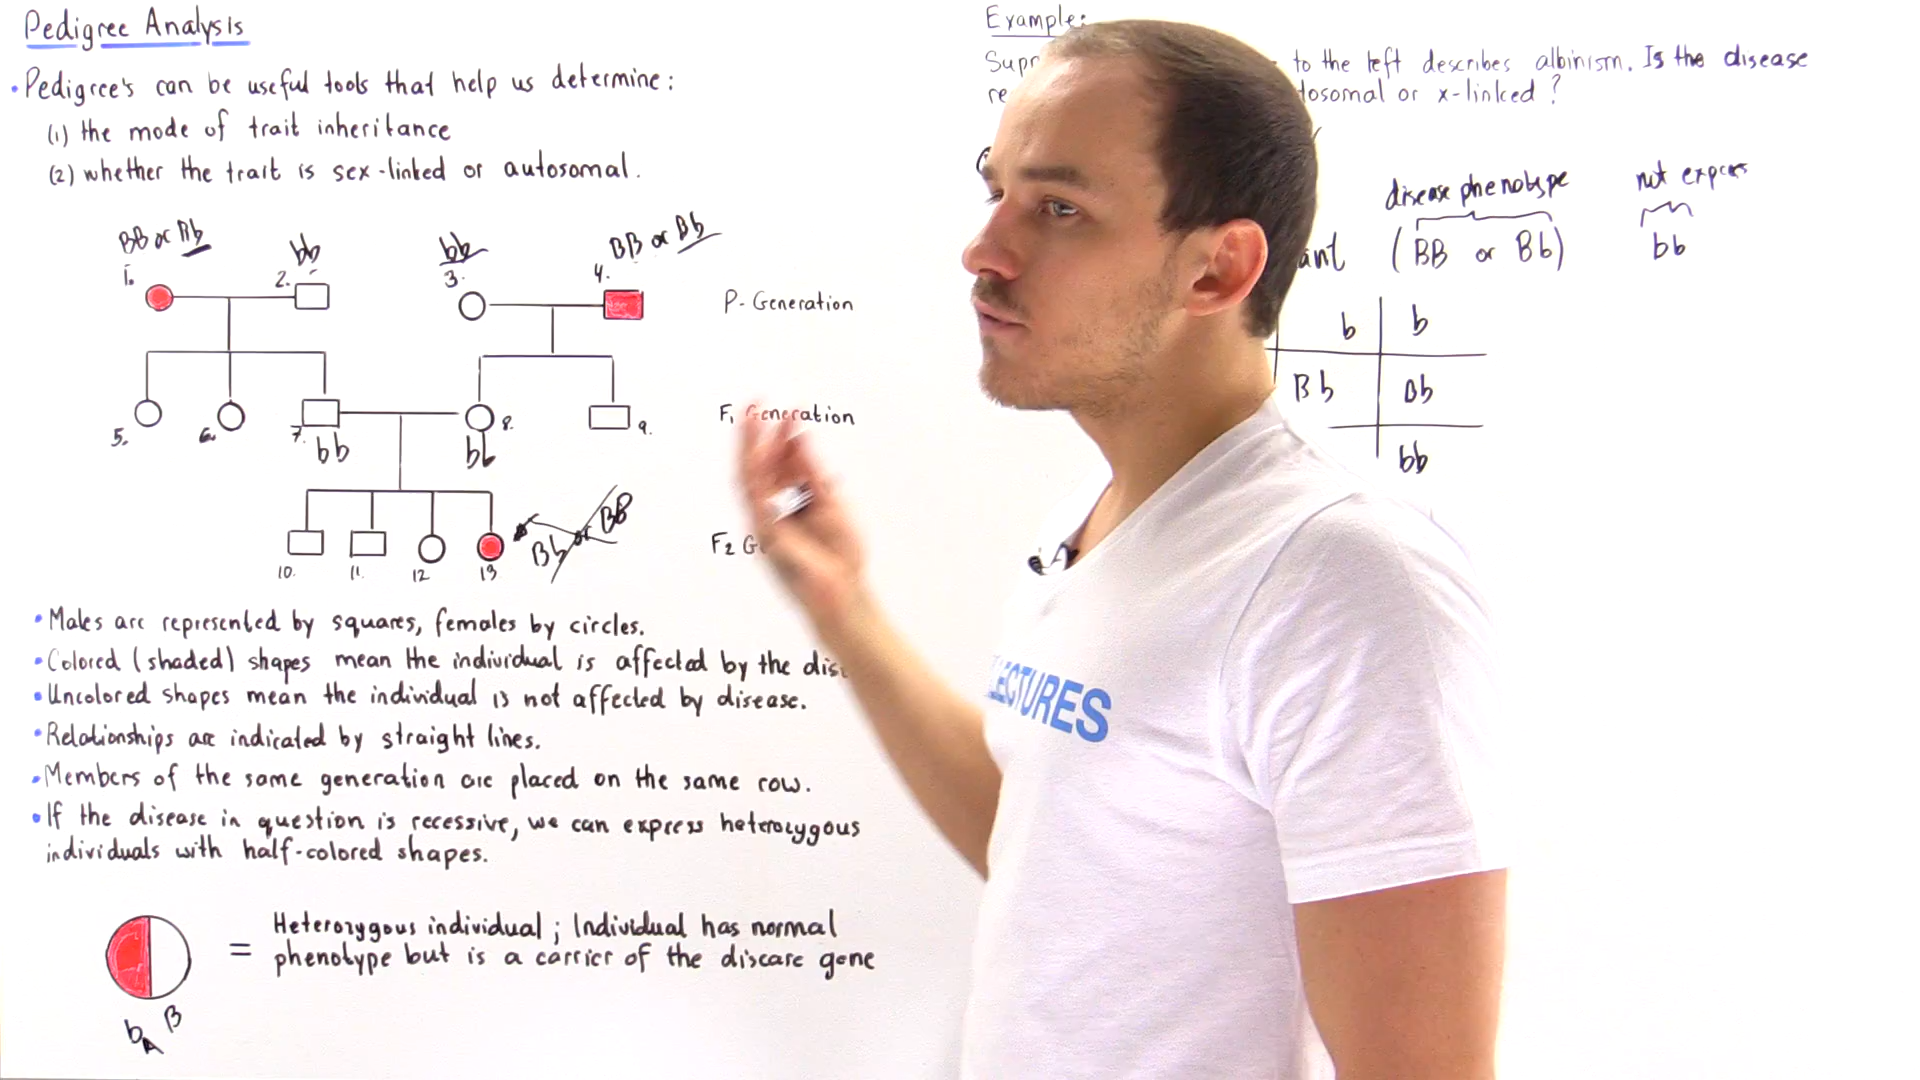 Pedigree Analysis
• Pedigree's can be useful tools that help us determine:
(1) the mode of trait inheritance
(2) whether the trait is sex-linked or autosomal.
BB or Bb
bb
bb
BB or Bb
1.
2.
3.
4.
P- Generation
5.
6.
7.
8.
9.
F1 Generation
bb
bb
Bb or BB
F2 G
10.
11.
12
13
• Males are represented by squares, females by circles.
• Colored (shaded) shapes mean the individual is affected by the
• Uncolored shapes mean the individual is not affected by disease.
• Relationships are indicated by straight lines.
• Members of the same generation are placed on the same row.
• If the disease in question is recessive, we can express heterozygous
individuals with half-colored shapes.
= Heterozygous individual; Individual has normal
phenotype but is a carrier of the disease gene
b B
Example:
to the left describes albinism. Is the disease
or x-linked?
disease phenotype
not express
(BB or Bb)
bb
b b
Bb Bb
bb
LECTURES